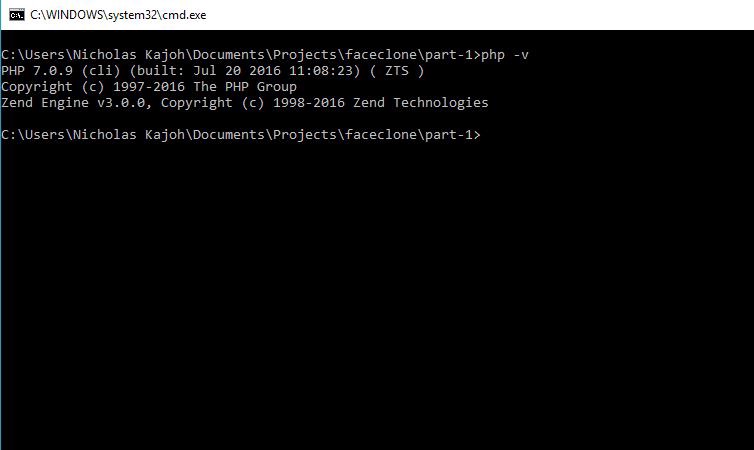 C:\WINDOWS\system32\cmd.exe
C:\Users\Nicholas Kajoh\Documents\Projects\faceclone\part-1>php -v
PHP 7.0.9 (cli) (built: Jul 20 2016 11:08:23) ( ZTS )
Copyright (c) 1997-2016 The PHP Group
Zend Engine v3.0.0, Copyright (c) 1998-2016 Zend Technologies
C:\Users\Nicholas Kajoh\Documents\Projects\faceclone\part-1>